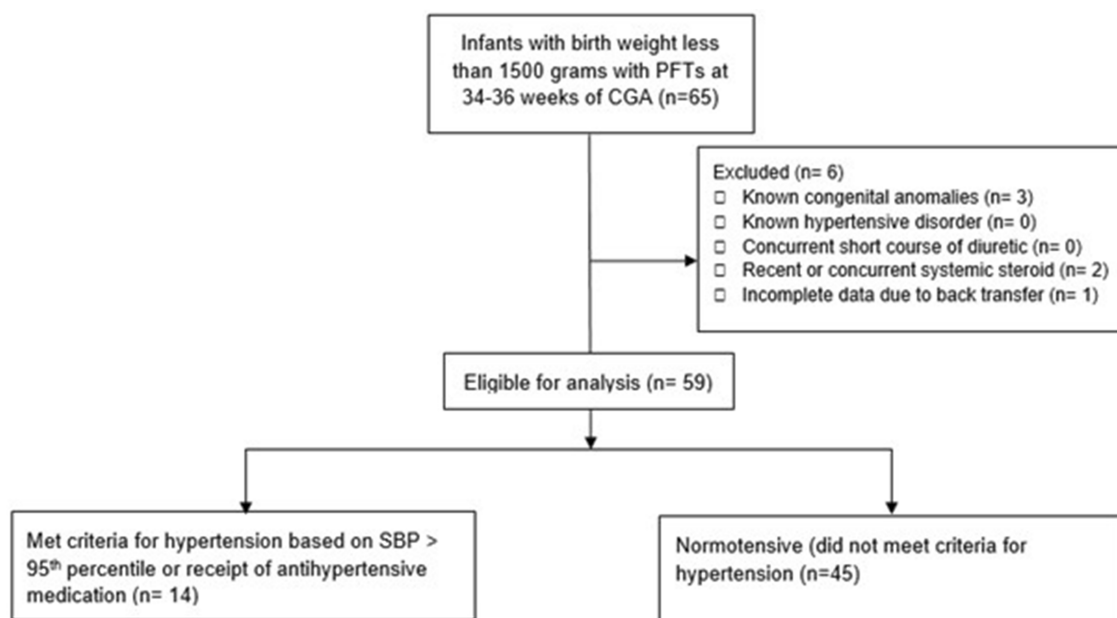 Infants with birth weight less
than 1500 grams with PFTs at
34-36 weeks of CGA (n=65)
Excluded (n= 6)
□ Known congenital anomalies (n= 3)
□ Known hypertensive disorder (n= 0)
□ Concurrent short course of diuretic (n= 0)
□ Recent or concurrent systemic steroid (n= 2)
□ Incomplete data due to back transfer (n= 1)
Eligible for analysis (n= 59)
Met criteria for hypertension based on SBP >
95th percentile or receipt of antihypertensive
medication (n= 14)
Normotensive (did not meet criteria for
hypertension (n=45)